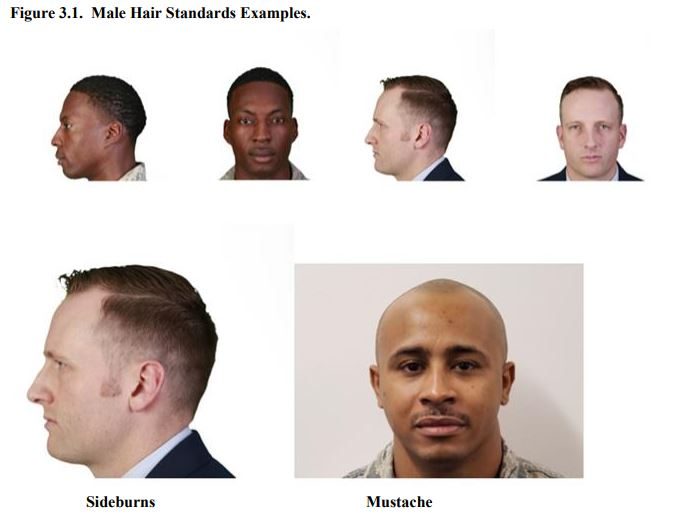 Figure 3.1.  Male Hair Standards Examples.
Sideburns
Mustache